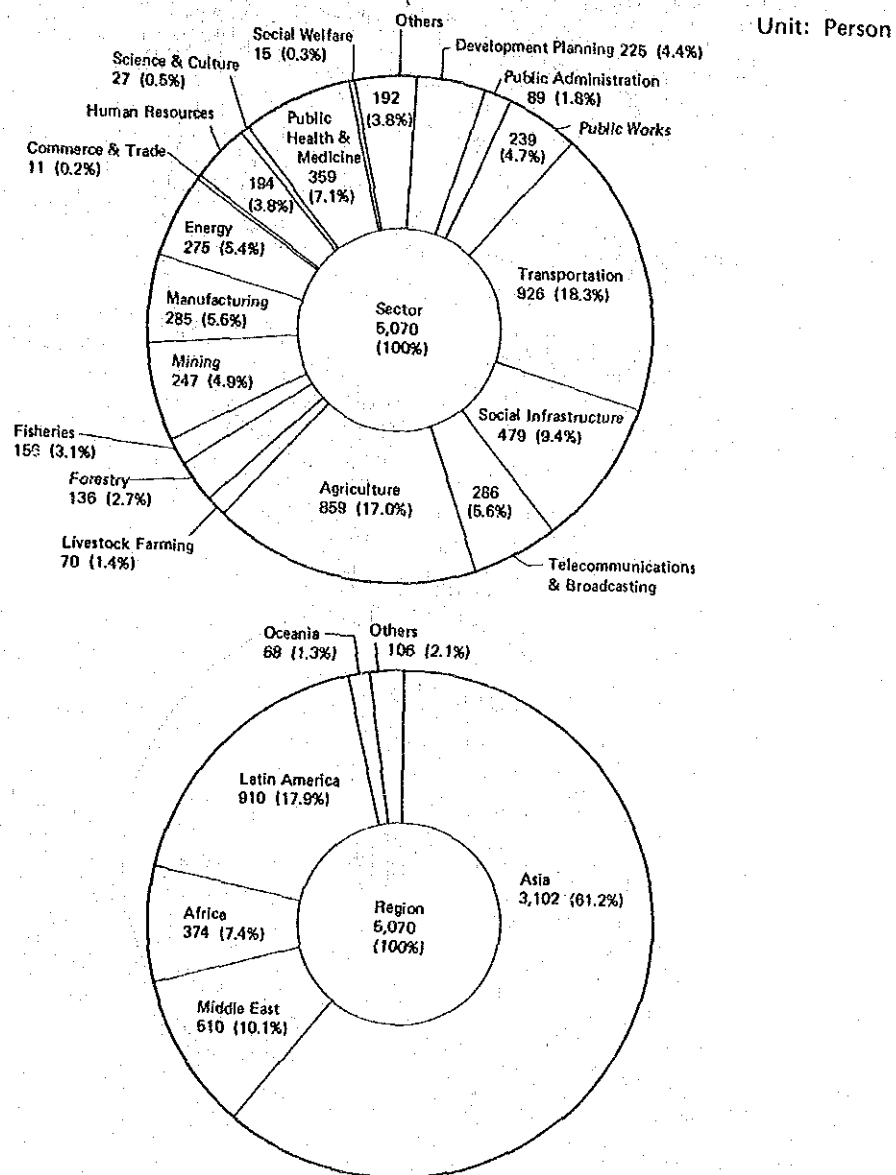 Unit: Person
Others
192
(3.8%)
Development Planning 225 (4.4%)
Public Administration
89 (1.8%)
Public Works
239
(4.7%)
Transportation
926 (18.3%)
Social Infrastructure
479 (9.4%)
286
(5.6%)
Telecommunications
& Broadcasting
Agriculture
859 (17.0%)
Livestock Farming
70 (1.4%)
Forestry
136 (2.7%)
Fisheries
156 (3.1%)
Mining
247 (4.9%)
Manufacturing
285 (5.6%)
Energy
275 (5.4%)
Commerce & Trade
11 (0.2%)
Human Resources
194
(3.8%)
Science & Culture
27 (0.5%)
Public
Health &
Medicine
359
(7.1%)
Social Welfare
15 (0.3%)
Sector
5,070
(100%)
Oceania
68 (1.3%)
Others
106 (2.1%)
Latin America
910 (17.9%)
Asia
3,102 (61.2%)
Africa
374 (7.4%)
Region
5,070
(100%)
Middle East
510 (10.1%)